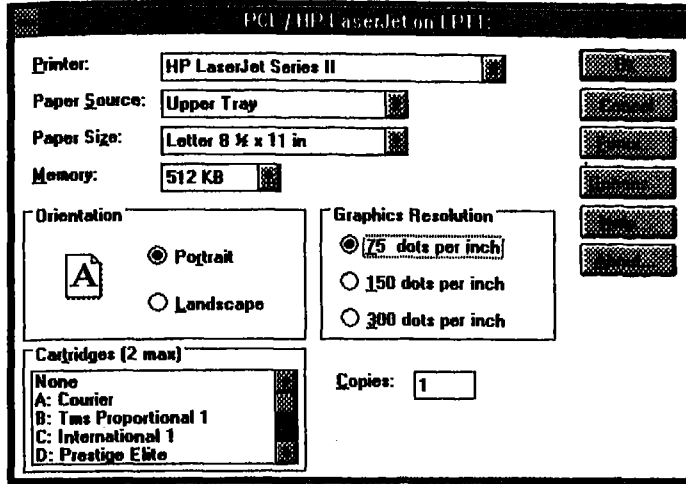 PCL / HP LaserJet on LPT1:
Printer: HP LaserJet Series II
Paper Source: Upper Tray
Paper Size: Letter 8 ½ x 11 in
Memory: 512 KB
Orientation
A
Portrait
Landscape
Graphics Resolution
75 dots per inch
150 dots per inch
300 dots per inch
Cartridges (2 max)
None
A: Courier
B: Tms Proportional 1
C: International 1
D: Prestige Elite
Copies: 1
OK
Cancel